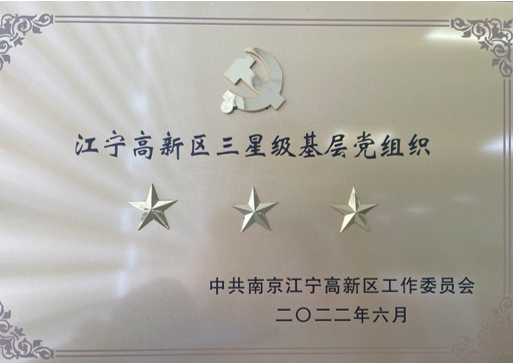 江宁高新区三星级基层党组织
中共南京江宁高新区工作委员会
二〇二二年六月